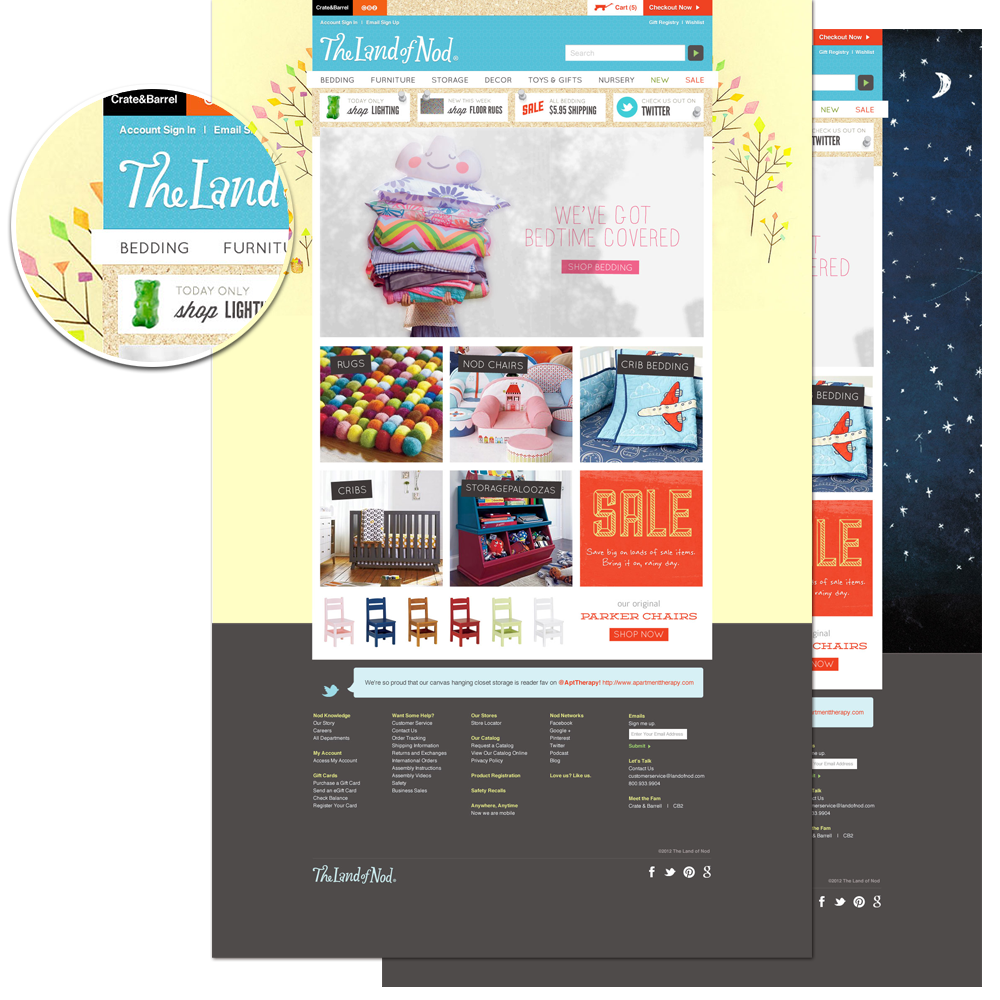 Crate&Barrel
Cart (5)
Checkout Now
Account Sign In | Email Sign Up
Gift Registry | Wishlist
The Land of Nod
Search
BEDDING FURNITURE STORAGE DECOR TOYS & GIFTS NURSERY NEW SALE
TODAY ONLY
shop LIGHTING
NEW THIS WEEK
shop FLOOR RUGS
SALE
ALL BEDDING
$5.95 SHIPPING
CHECK US OUT ON
TWITTER
WE'VE GOT
BEDTIME COVERED
SHOP BEDDING
RUGS
NOD CHAIRS
CRIB BEDDING
CRIBS
STORAGEPALOOZAS
SALE
Save big on loads of sale items.
Bring it on, rainy day.
our original
PARKER CHAIRS
SHOP NOW
We're so proud that our canvas hanging closet storage is reader fav on @AptTherapy! http://www.apartmenttherapy.com
Nod Knowledge
Our Story
Careers
All Departments
My Account
Access My Account
Gift Cards
Purchase a Gift Card
Send an eGift Card
Check Balance
Register Your Card
Want Some Help?
Customer Service
Contact Us
Order Tracking
Shipping Information
Returns and Exchanges
International Orders
Assembly Instructions
Assembly Videos
Safety
Business Sales
Our Stores
Store Locator
Our Catalog
Request a Catalog
View Our Catalog Online
Privacy Policy
Product Registration
Safety Recalls
Anywhere, Anytime
Now we are mobile
Nod Networks
Facebook
Google +
Pinterest
Twitter
Podcast
Blog
Love us? Like us.
Emails
Sign me up.
Enter Your Email Address
Submit
Let's Talk
Contact Us
customerservice@landofnod.com
800.933.9904
Meet the Fam
Crate & Barrell | CB2
©2012 The Land of Nod
The Land of Nod
Crate&Barrel
Account Sign In | Email S
The Land
BEDDING FURNITU
TODAY ONLY
shop LIGHTI
Checkout Now
Gift Registry | Wishlist
NEW SALE
CHECK US OUT ON
TWITTER
T
ERED
BEDDING
LE
s of sale items.
rainy day.
ginal
CHAIRS
NOW
partmenttherapy.com
Your Email Address
Talk
ct Us
merservice@landofnod.com
33.9904
the Fam
& Barrell | CB2
©2012 The Land of Nod